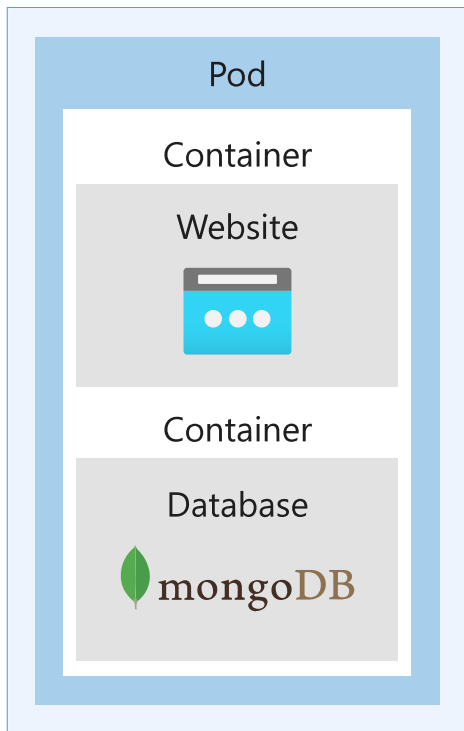 Pod
Container
Website
Container
Database
mongoDB